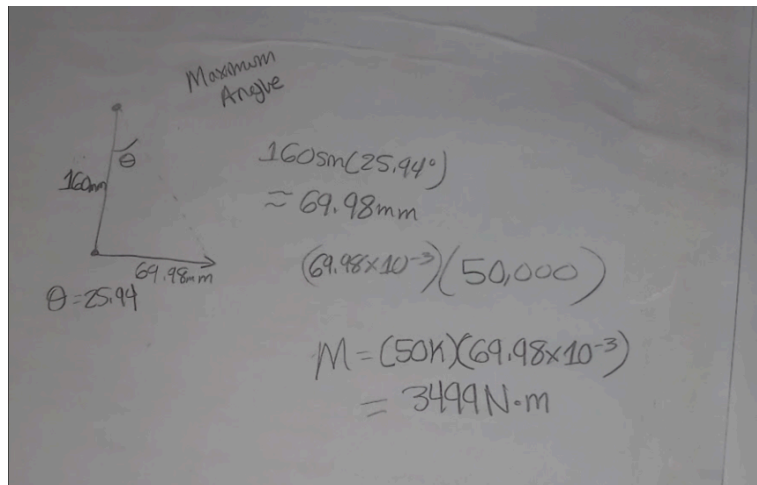 Maximum
Angle
θ
160mm
69.98mm
θ=25.94
160sin(25.94°)
≈ 69.98mm
(69.98×10⁻³)(50,000)
M = (50K)(69.98×10⁻³)
= 3499N·m